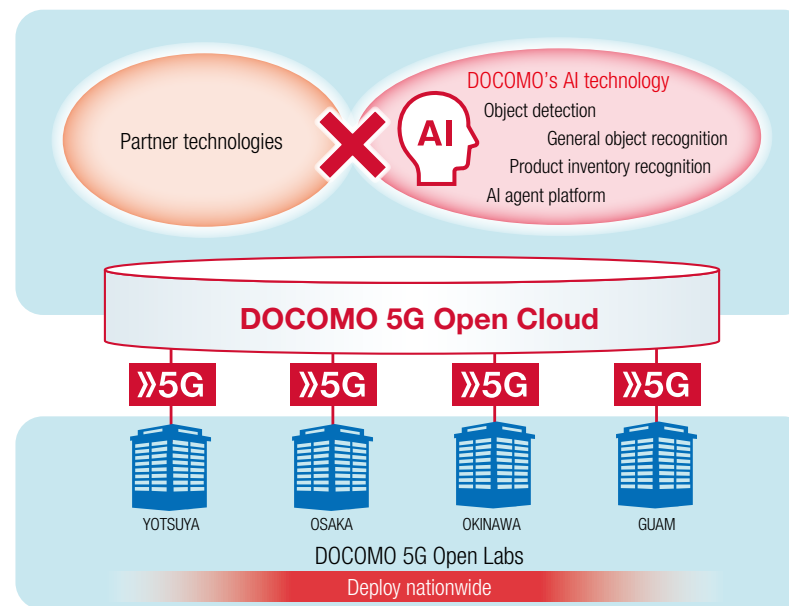 DOCOMO's AI technology
Object detection
Partner technologies
AI
General object recognition
Product inventory recognition
AI agent platform
DOCOMO 5G Open Cloud
5G
5G
5G
5G
YOTSUYA
OSAKA
OKINAWA
GUAM
DOCOMO 5G Open Labs
Deploy nationwide